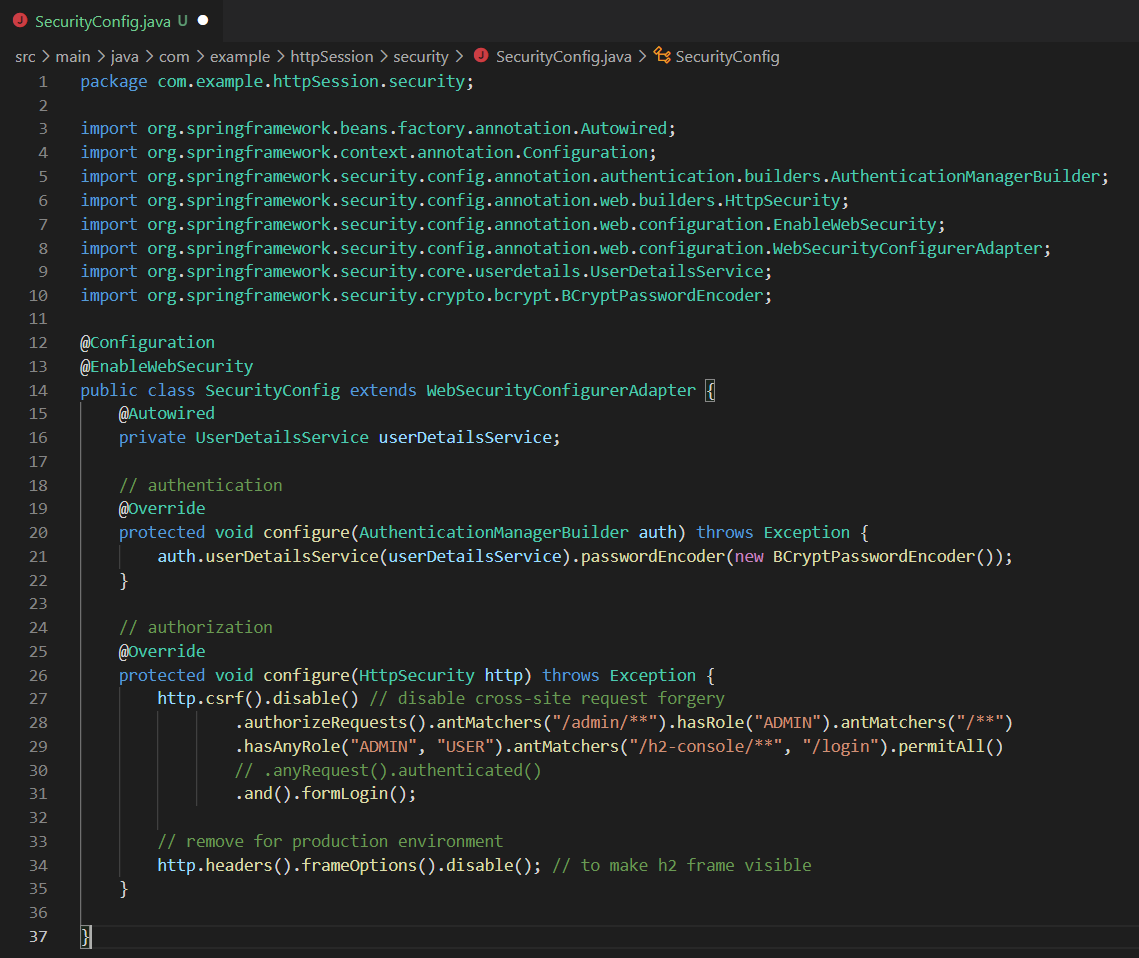 SecurityConfig.java U
src > main > java > com > example > httpSession > security > SecurityConfig.java > SecurityConfig
1 package com.example.httpSession.security;
2
3 import org.springframework.beans.factory.annotation.Autowired;
4 import org.springframework.context.annotation.Configuration;
5 import org.springframework.security.config.annotation.authentication.builders.AuthenticationManagerBuilder;
6 import org.springframework.security.config.annotation.web.builders.HttpSecurity;
7 import org.springframework.security.config.annotation.web.configuration.EnableWebSecurity;
8 import org.springframework.security.config.annotation.web.configuration.WebSecurityConfigurerAdapter;
9 import org.springframework.security.core.userdetails.UserDetailsService;
10 import org.springframework.security.crypto.bcrypt.BCryptPasswordEncoder;
11
12 @Configuration
13 @EnableWebSecurity
14 public class SecurityConfig extends WebSecurityConfigurerAdapter {
15     @Autowired
16     private UserDetailsService userDetailsService;
17
18     // authentication
19     @Override
20     protected void configure(AuthenticationManagerBuilder auth) throws Exception {
21         auth.userDetailsService(userDetailsService).passwordEncoder(new BCryptPasswordEncoder());
22     }
23
24     // authorization
25     @Override
26     protected void configure(HttpSecurity http) throws Exception {
27         http.csrf().disable() // disable cross-site request forgery
28                 .authorizeRequests().antMatchers("/admin/**").hasRole("ADMIN").antMatchers("/**")
29                 .hasAnyRole("ADMIN", "USER").antMatchers("/h2-console/**", "/login").permitAll()
30                 // .anyRequest().authenticated()
31                 .and().formLogin();
32
33         // remove for production environment
34         http.headers().frameOptions().disable(); // to make h2 frame visible
35     }
36
37 }